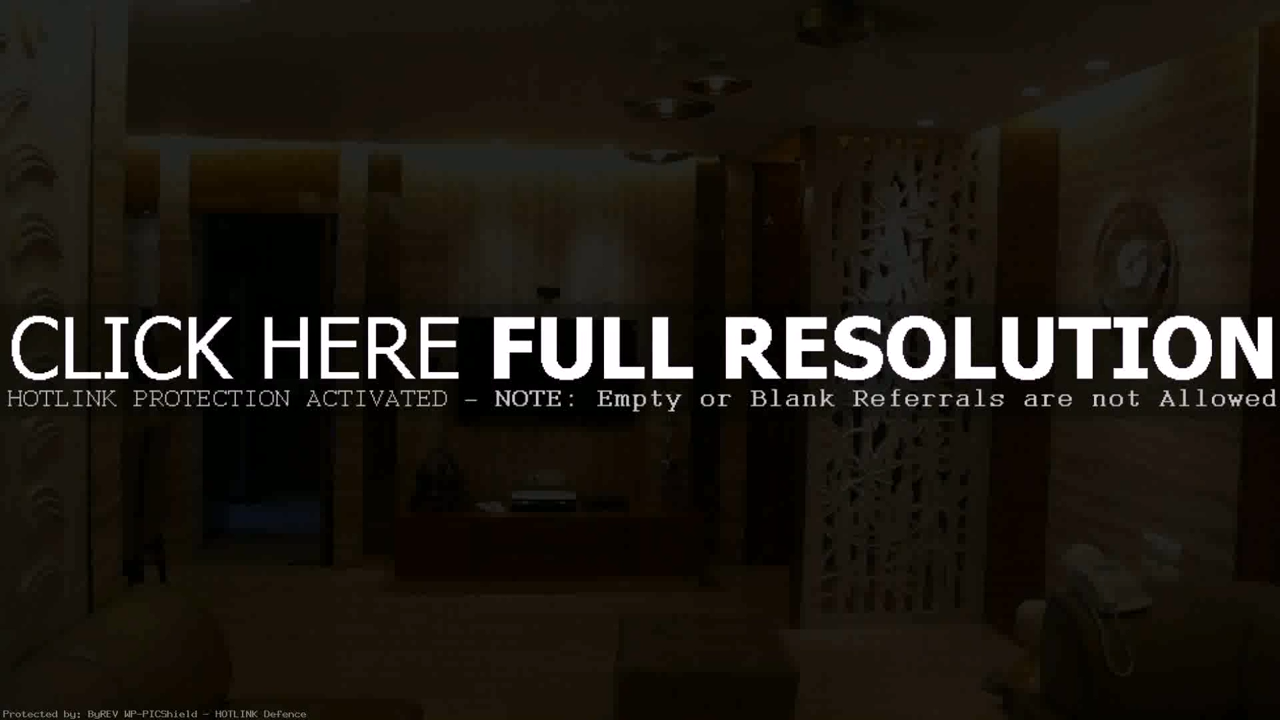 CLICK HERE FULL RESOLUTION
HOTLINK PROTECTION ACTIVATED - NOTE: Empty or Blank Referrals are not Allowed
Protected by: ByREV WP-PICShield - HOTLINK Defence